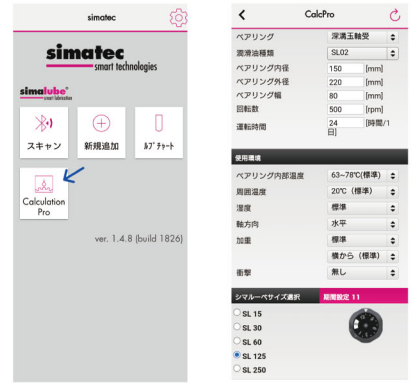 simatec
simatec
smart technologies
simalube®
smart lubrication
スキャン
新規追加
ﾙﾌﾞﾁｬｰﾄ
Calculation
Pro
ver. 1.4.8 (build 1826)
CalcPro
ベアリング 深溝玉軸受
潤滑油種類 SL02
ベアリング内径 150 [mm]
ベアリング外径 220 [mm]
ベアリング幅 80 [mm]
回転数 500 [rpm]
運転時間 24 [時間/1
日]
使用環境
ベアリング内部温度 63~78℃(標準)
周囲温度 20℃（標準）
湿度 標準
軸方向 水平
加重 標準
横から（標準）
衝撃 無し
シマルーベサイズ選択 期間設定 11
SL 15
SL 30
SL 60
SL 125
SL 250